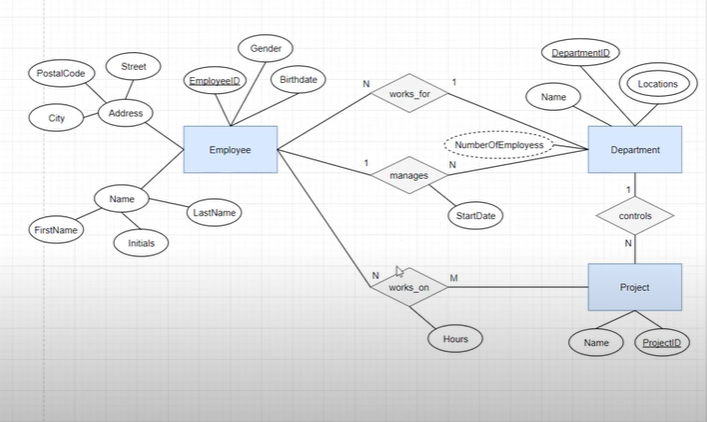 Gender
DepartmentID
PostalCode
Street
EmployeeID
Birthdate
Locations
Name
City
Address
N
works_for
1
Employee
NumberOfEmployess
Department
1
manages
N
Name
LastName
StartDate
1
controls
FirstName
Initials
N
N
works_on
M
Project
Hours
Name
ProjectID